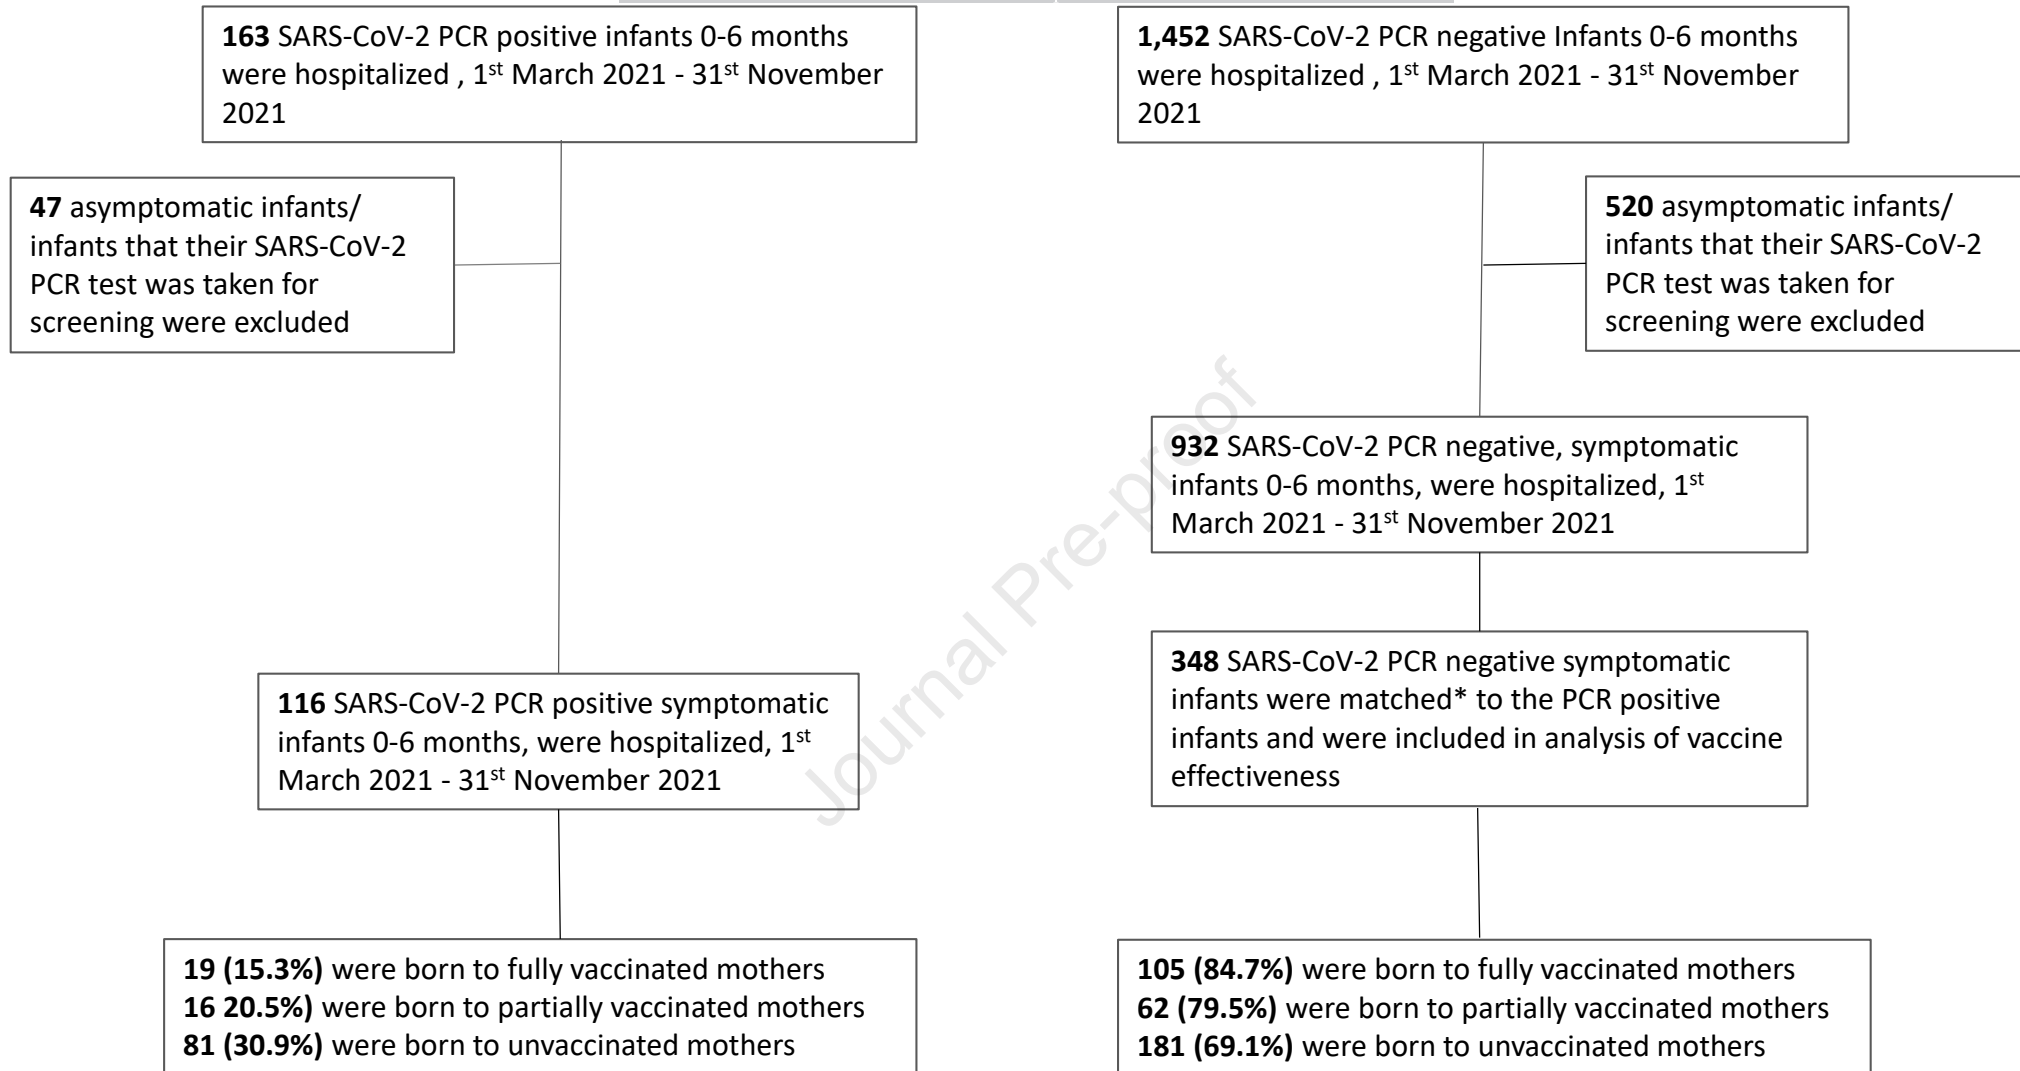 163 SARS-CoV-2 PCR positive infants 0-6 months
were hospitalized , 1st March 2021 - 31st November
2021
1,452 SARS-CoV-2 PCR negative Infants 0-6 months
were hospitalized , 1st March 2021 - 31st November
2021
47 asymptomatic infants/
infants that their SARS-CoV-2
PCR test was taken for
screening were excluded
520 asymptomatic infants/
infants that their SARS-CoV-2
PCR test was taken for
screening were excluded
932 SARS-CoV-2 PCR negative, symptomatic
infants 0-6 months, were hospitalized, 1st
March 2021 - 31st November 2021
116 SARS-CoV-2 PCR positive symptomatic
infants 0-6 months, were hospitalized, 1st
March 2021 - 31st November 2021
348 SARS-CoV-2 PCR negative symptomatic
infants were matched* to the PCR positive
infants and were included in analysis of vaccine
effectiveness
19 (15.3%) were born to fully vaccinated mothers
16 20.5%) were born to partially vaccinated mothers
81 (30.9%) were born to unvaccinated mothers
105 (84.7%) were born to fully vaccinated mothers
62 (79.5%) were born to partially vaccinated mothers
181 (69.1%) were born to unvaccinated mothers
Journal Pre-proof